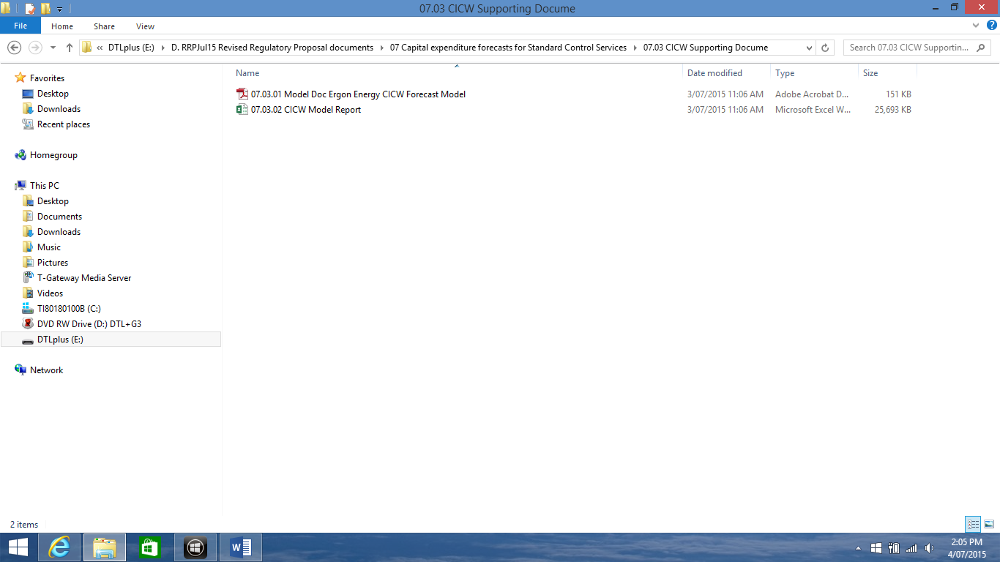 07.03 CICW Supporting Docume
File Home Share View
« DTLplus (E:) D. RRPJul15 Revised Regulatory Proposal documents 07 Capital expenditure forecasts for Standard Control Services 07.03 CICW Supporting Docume Search 07.03 CICW Supportin...
Name Date modified Type Size
07.03.01 Model Doc Ergon Energy CICW Forecast Model 3/07/2015 11:06 AM Adobe Acrobat D... 151 KB
07.03.02 CICW Model Report 3/07/2015 11:06 AM Microsoft Excel W... 25,693 KB
Favorites
Desktop
Downloads
Recent places
Homegroup
This PC
Desktop
Documents
Downloads
Music
Pictures
T-Gateway Media Server
Videos
TI80180100B (C:)
DVD RW Drive (D:) DTL+G3
DTLplus (E:)
Network
2 items
2:05 PM
4/07/2015